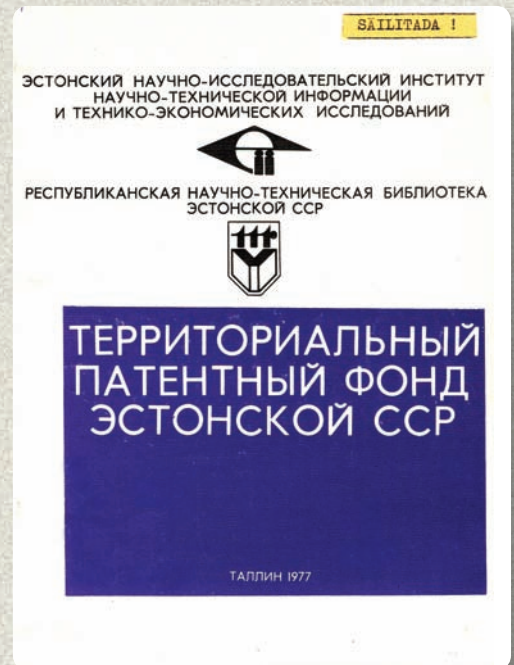 SÄILITADA !
ЭСТОНСКИЙ НАУЧНО-ИССЛЕДОВАТЕЛЬСКИЙ ИНСТИТУТ
НАУЧНО-ТЕХНИЧЕСКОЙ ИНФОРМАЦИИ
И ТЕХНИКО-ЭКОНОМИЧЕСКИХ ИССЛЕДОВАНИЙ
РЕСПУБЛИКАНСКАЯ НАУЧНО-ТЕХНИЧЕСКАЯ БИБЛИОТЕКА
ЭСТОНСКОЙ ССР
ТЕРРИТОРИАЛЬНЫЙ
ПАТЕНТНЫЙ ФОНД
ЭСТОНСКОЙ ССР
ТАЛЛИН 1977